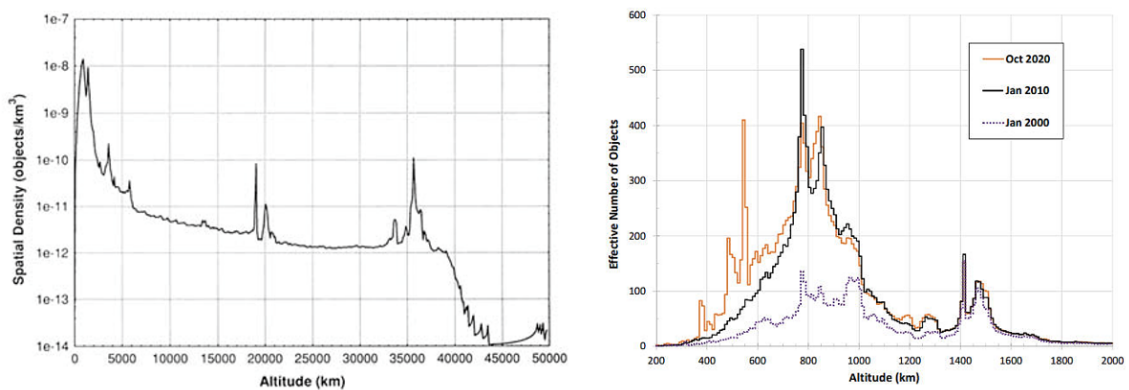 1e-7
1e-8
1e-9
1e-10
1e-11
1e-12
1e-13
1e-14
Spatial Density (objects/km³)
0 5000 10000 15000 20000 25000 30000 35000 40000 45000 50000
Altitude (km)
600
500
400
300
200
100
0
Effective Number of Objects
Oct 2020
Jan 2010
Jan 2000
200 400 600 800 1000 1200 1400 1600 1800 2000
Altitude (km)